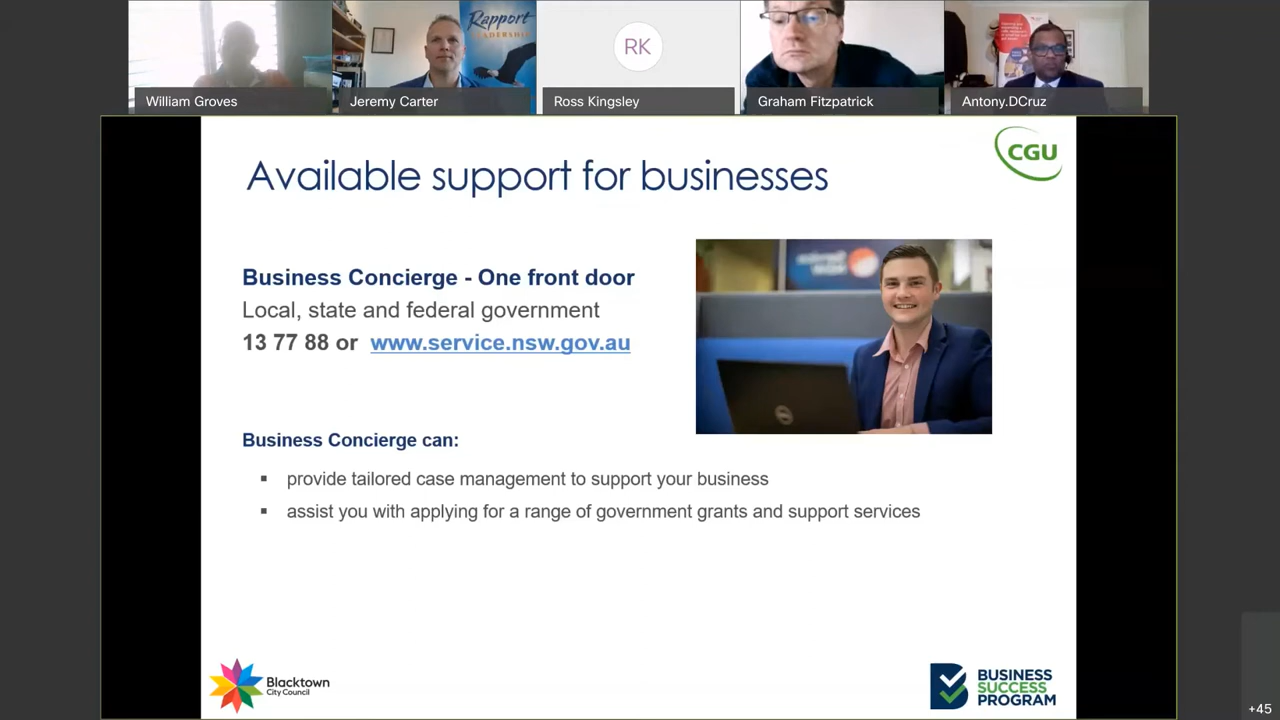 Rapport
LEADERSHIP
RK
William Groves
Jeremy Carter
Ross Kingsley
Graham Fitzpatrick
Antony.DCruz
CGU
Available support for businesses
Business Concierge - One front door
Local, state and federal government
13 77 88 or www.service.nsw.gov.au
Business Concierge can:
▪ provide tailored case management to support your business
▪ assist you with applying for a range of government grants and support services
Blacktown
City Council
BUSINESS
SUCCESS
PROGRAM
+45